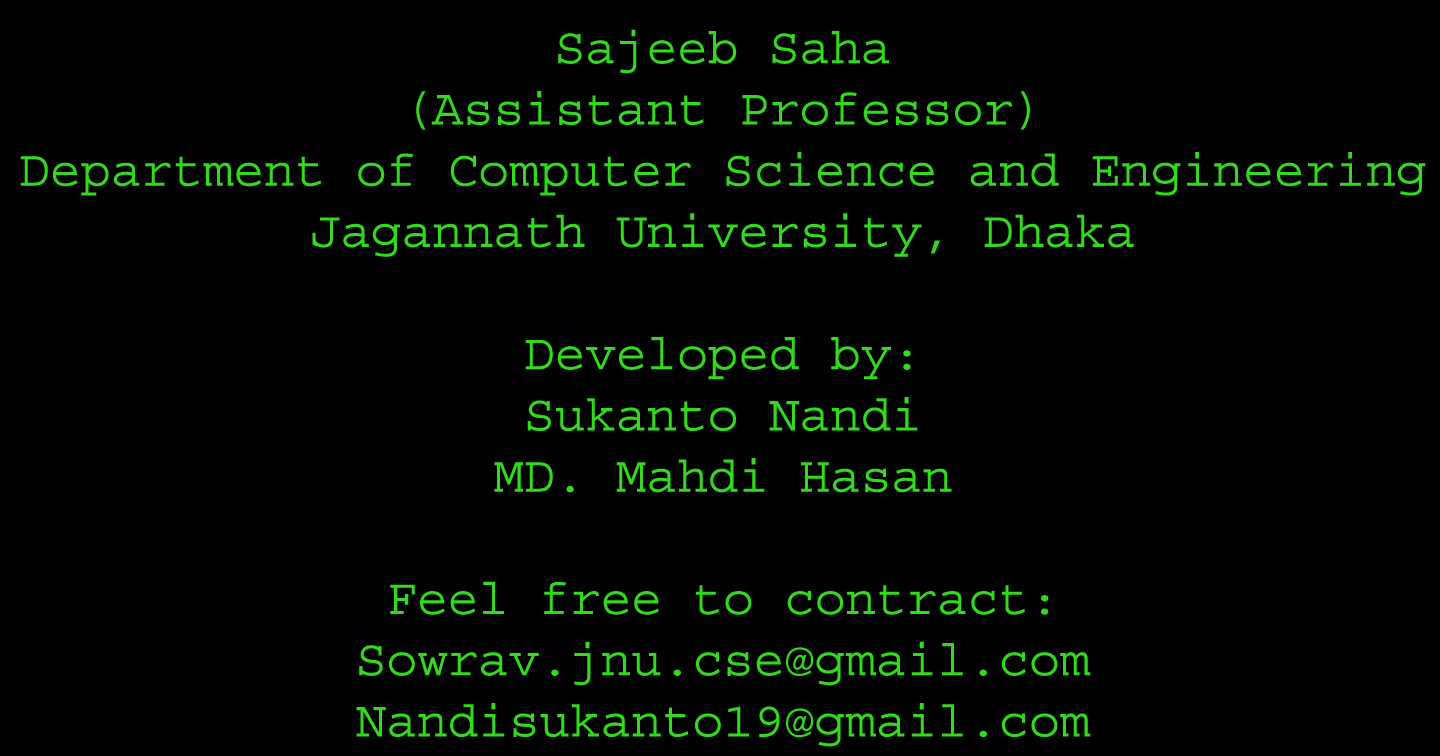 Sajeeb Saha
(Assistant Professor)
Department of Computer Science and Engineering
Jagannath University, Dhaka
Developed by:
Sukanto Nandi
MD. Mahdi Hasan
Feel free to contract:
Sowrav.jnu.cse@gmail.com
Nandisukanto19@gmail.com